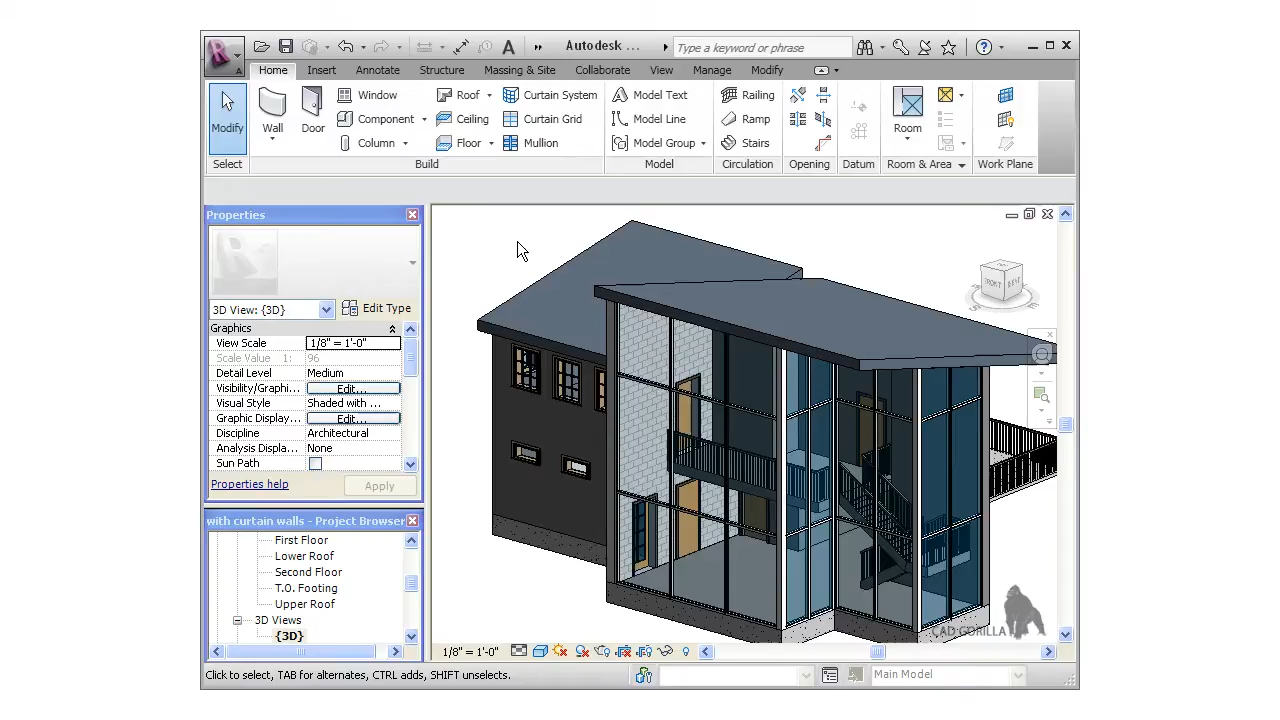 Autodesk ...
Type a keyword or phrase
Home Insert Annotate Structure Massing & Site Collaborate View Manage Modify
Modify
Wall
Door
Window
Component
Column
Roof
Ceiling
Floor
Curtain System
Curtain Grid
Mullion
Model Text
Model Line
Model Group
Railing
Ramp
Stairs
Room
Select Build Model Circulation Opening Datum Room & Area Work Plane
Properties
3D View: {3D} Edit Type
Graphics
View Scale 1/8" = 1'-0"
Scale Value 1: 96
Detail Level Medium
Visibility/Graphi... Edit...
Visual Style Shaded with ...
Graphic Display... Edit...
Discipline Architectural
Analysis Displa... None
Sun Path
Properties help Apply
with curtain walls - Project Browser
First Floor
Lower Roof
Second Floor
T.O. Footing
Upper Roof
3D Views
{3D}
FRONT
CAD GORILLA
1/8" = 1'-0"
Click to select, TAB for alternates, CTRL adds, SHIFT unselects.
Main Model